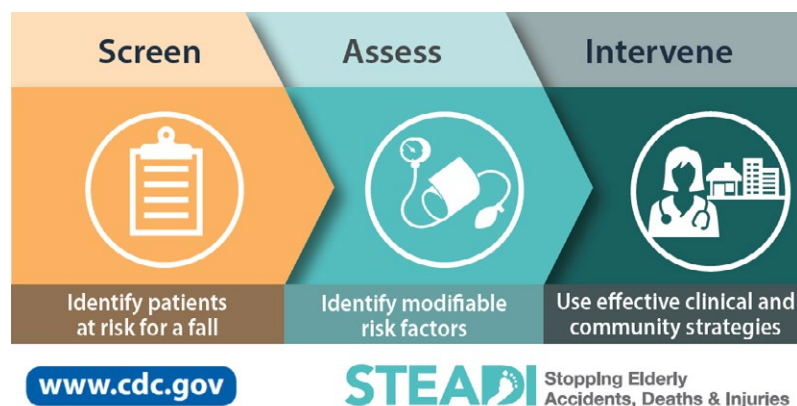 Screen
Assess
Intervene
Identify patients
at risk for a fall
Identify modifiable
risk factors
Use effective clinical and
community strategies
www.cdc.gov
STEADI
Stopping Elderly
Accidents, Deaths & Injuries